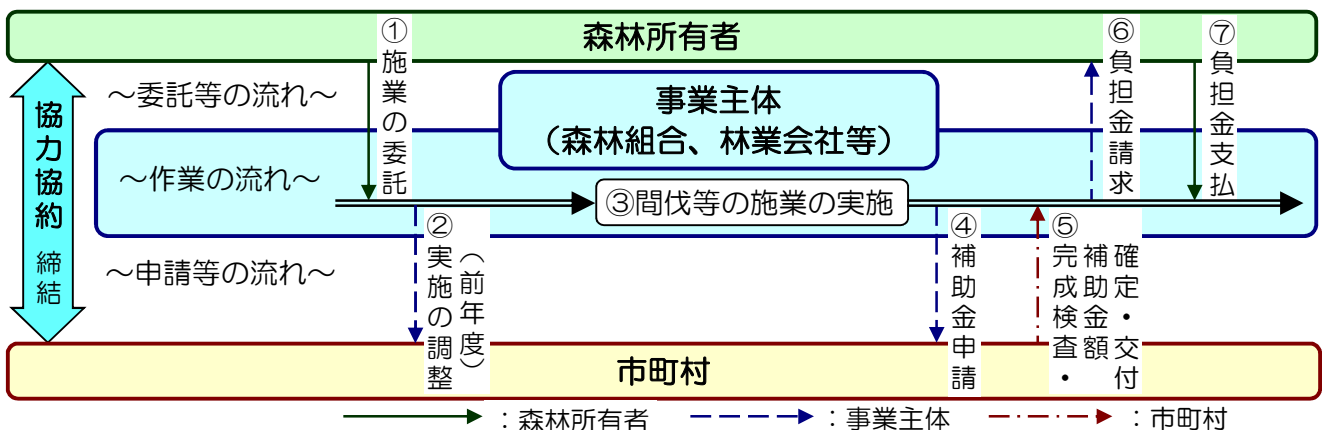 森林所有者
①施業の委託
⑥負担金請求
⑦負担金支払
～委託等の流れ～
事業主体
（森林組合、林業会社等）
協力協約
締結
～作業の流れ～
③間伐等の施業の実施
②実施の調整
（前年度）
④補助金申請
⑤完成検査・
補助金額
確定・交付
～申請等の流れ～
市町村
：森林所有者
：事業主体
：市町村